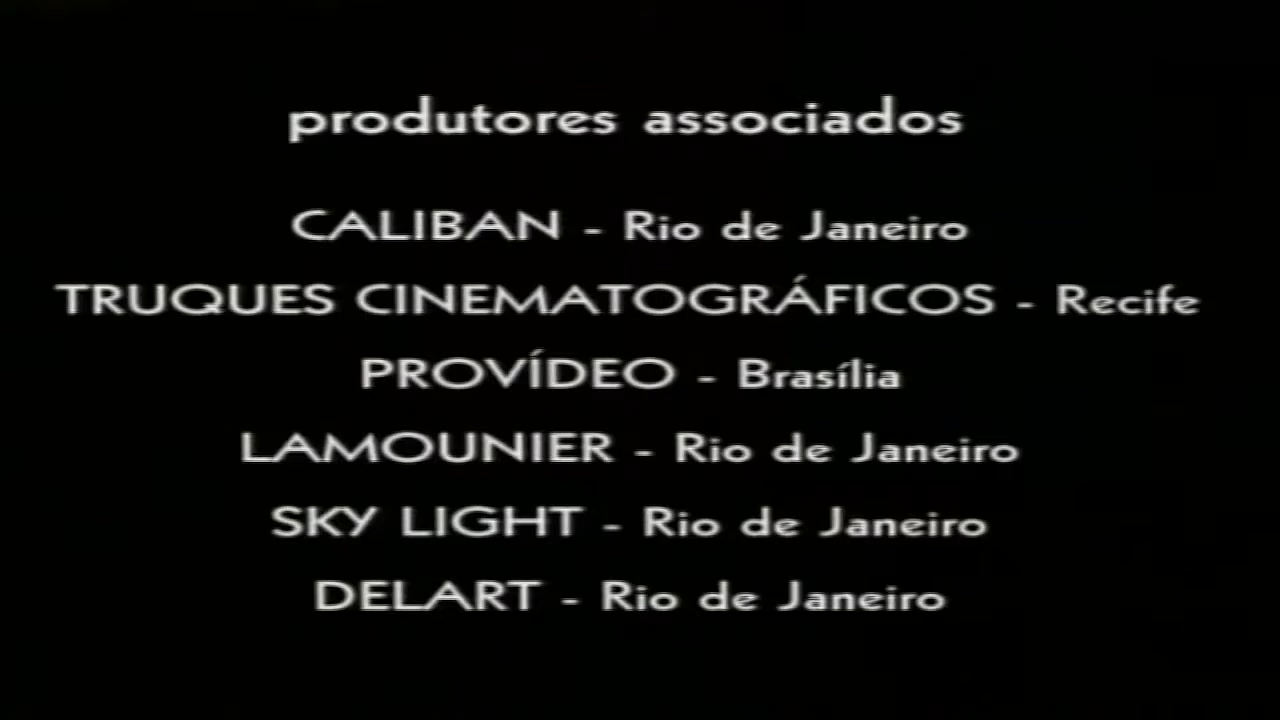 produtores associados
CALIBAN - Rio de Janeiro
TRUQUES CINEMATOGRÁFICOS - Recife
PROVÍDEO - Brasília
LAMOUNIER - Rio de Janeiro
SKY LIGHT - Rio de Janeiro
DELART - Rio de Janeiro